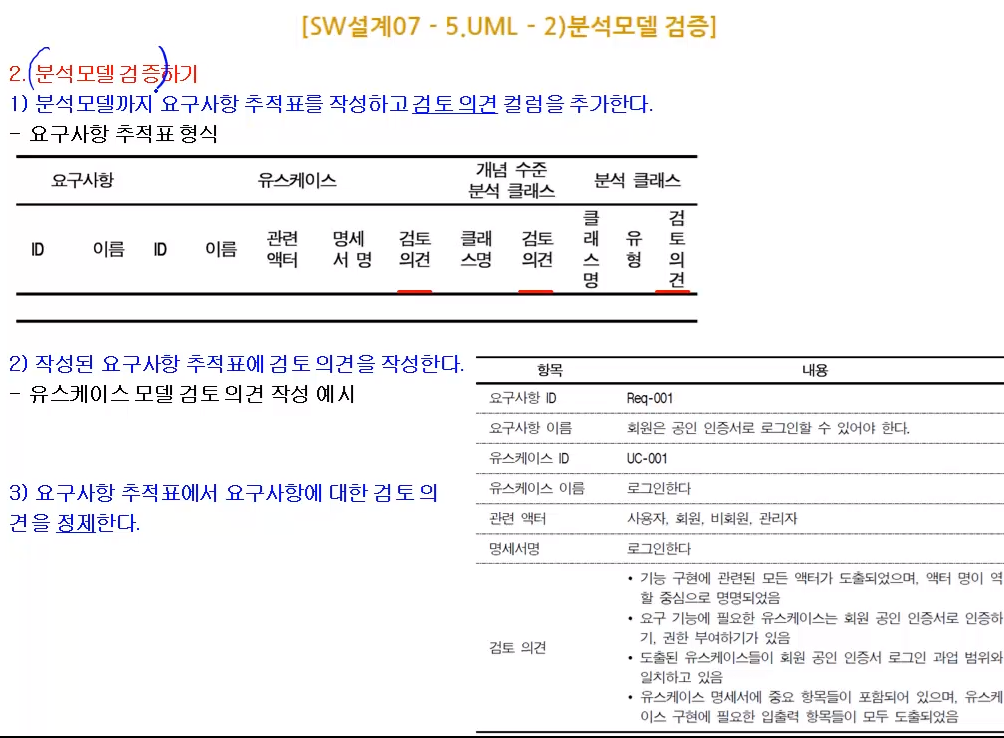 [SW설계07 - 5.UML - 2)분석모델 검증]
2. 분석모델 검증하기
1) 분석모델까지 요구사항 추적표를 작성하고 검토 의견 컬럼을 추가한다.
- 요구사항 추적표 형식
요구사항 유스케이스 개념 수준 분석 클래스 분석 클래스
ID 이름 ID 이름 관련 액터 명세서 명 검토 의견 클래스명 검토 의견 클래스명 유형 검토의견
2) 작성된 요구사항 추적표에 검토 의견을 작성한다.
- 유스케이스 모델 검토 의견 작성 예시
3) 요구사항 추적표에서 요구사항에 대한 검토 의
견을 정제한다.
항목 내용
요구사항 ID Req-001
요구사항 이름 회원은 공인 인증서로 로그인할 수 있어야 한다.
유스케이스 ID UC-001
유스케이스 이름 로그인한다
관련 액터 사용자, 회원, 비회원, 관리자
명세서명 로그인한다
검토 의견
• 기능 구현에 관련된 모든 액터가 도출되었으며, 액터 명이 역
할 중심으로 명명되었음
• 요구 기능에 필요한 유스케이스는 회원 공인 인증서로 인증하
기, 권한 부여하기가 있음
• 도출된 유스케이스들이 회원 공인 인증서 로그인 과업 범위와
일치하고 있음
• 유스케이스 명세서에 중요 항목들이 포함되어 있으며, 유스케
이스 구현에 필요한 입출력 항목들이 모두 도출되었음